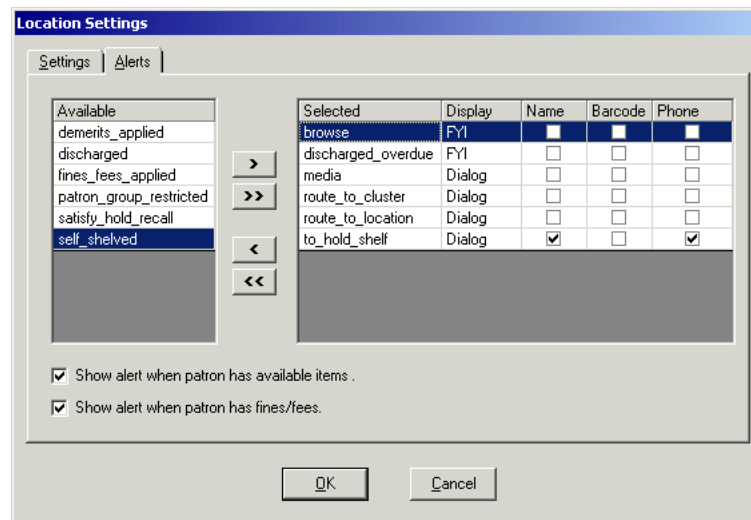 Location Settings
Settings Alerts
Available
demerits_applied
discharged
fines_fees_applied
patron_group_restricted
satisfy_hold_recall
self_shelved
>
>>
<
<<
Selected Display Name Barcode Phone
browse FYI
discharged_overdue FYI
media Dialog
route_to_cluster Dialog
route_to_location Dialog
to_hold_shelf Dialog
Show alert when patron has available items .
Show alert when patron has fines/fees.
OK Cancel